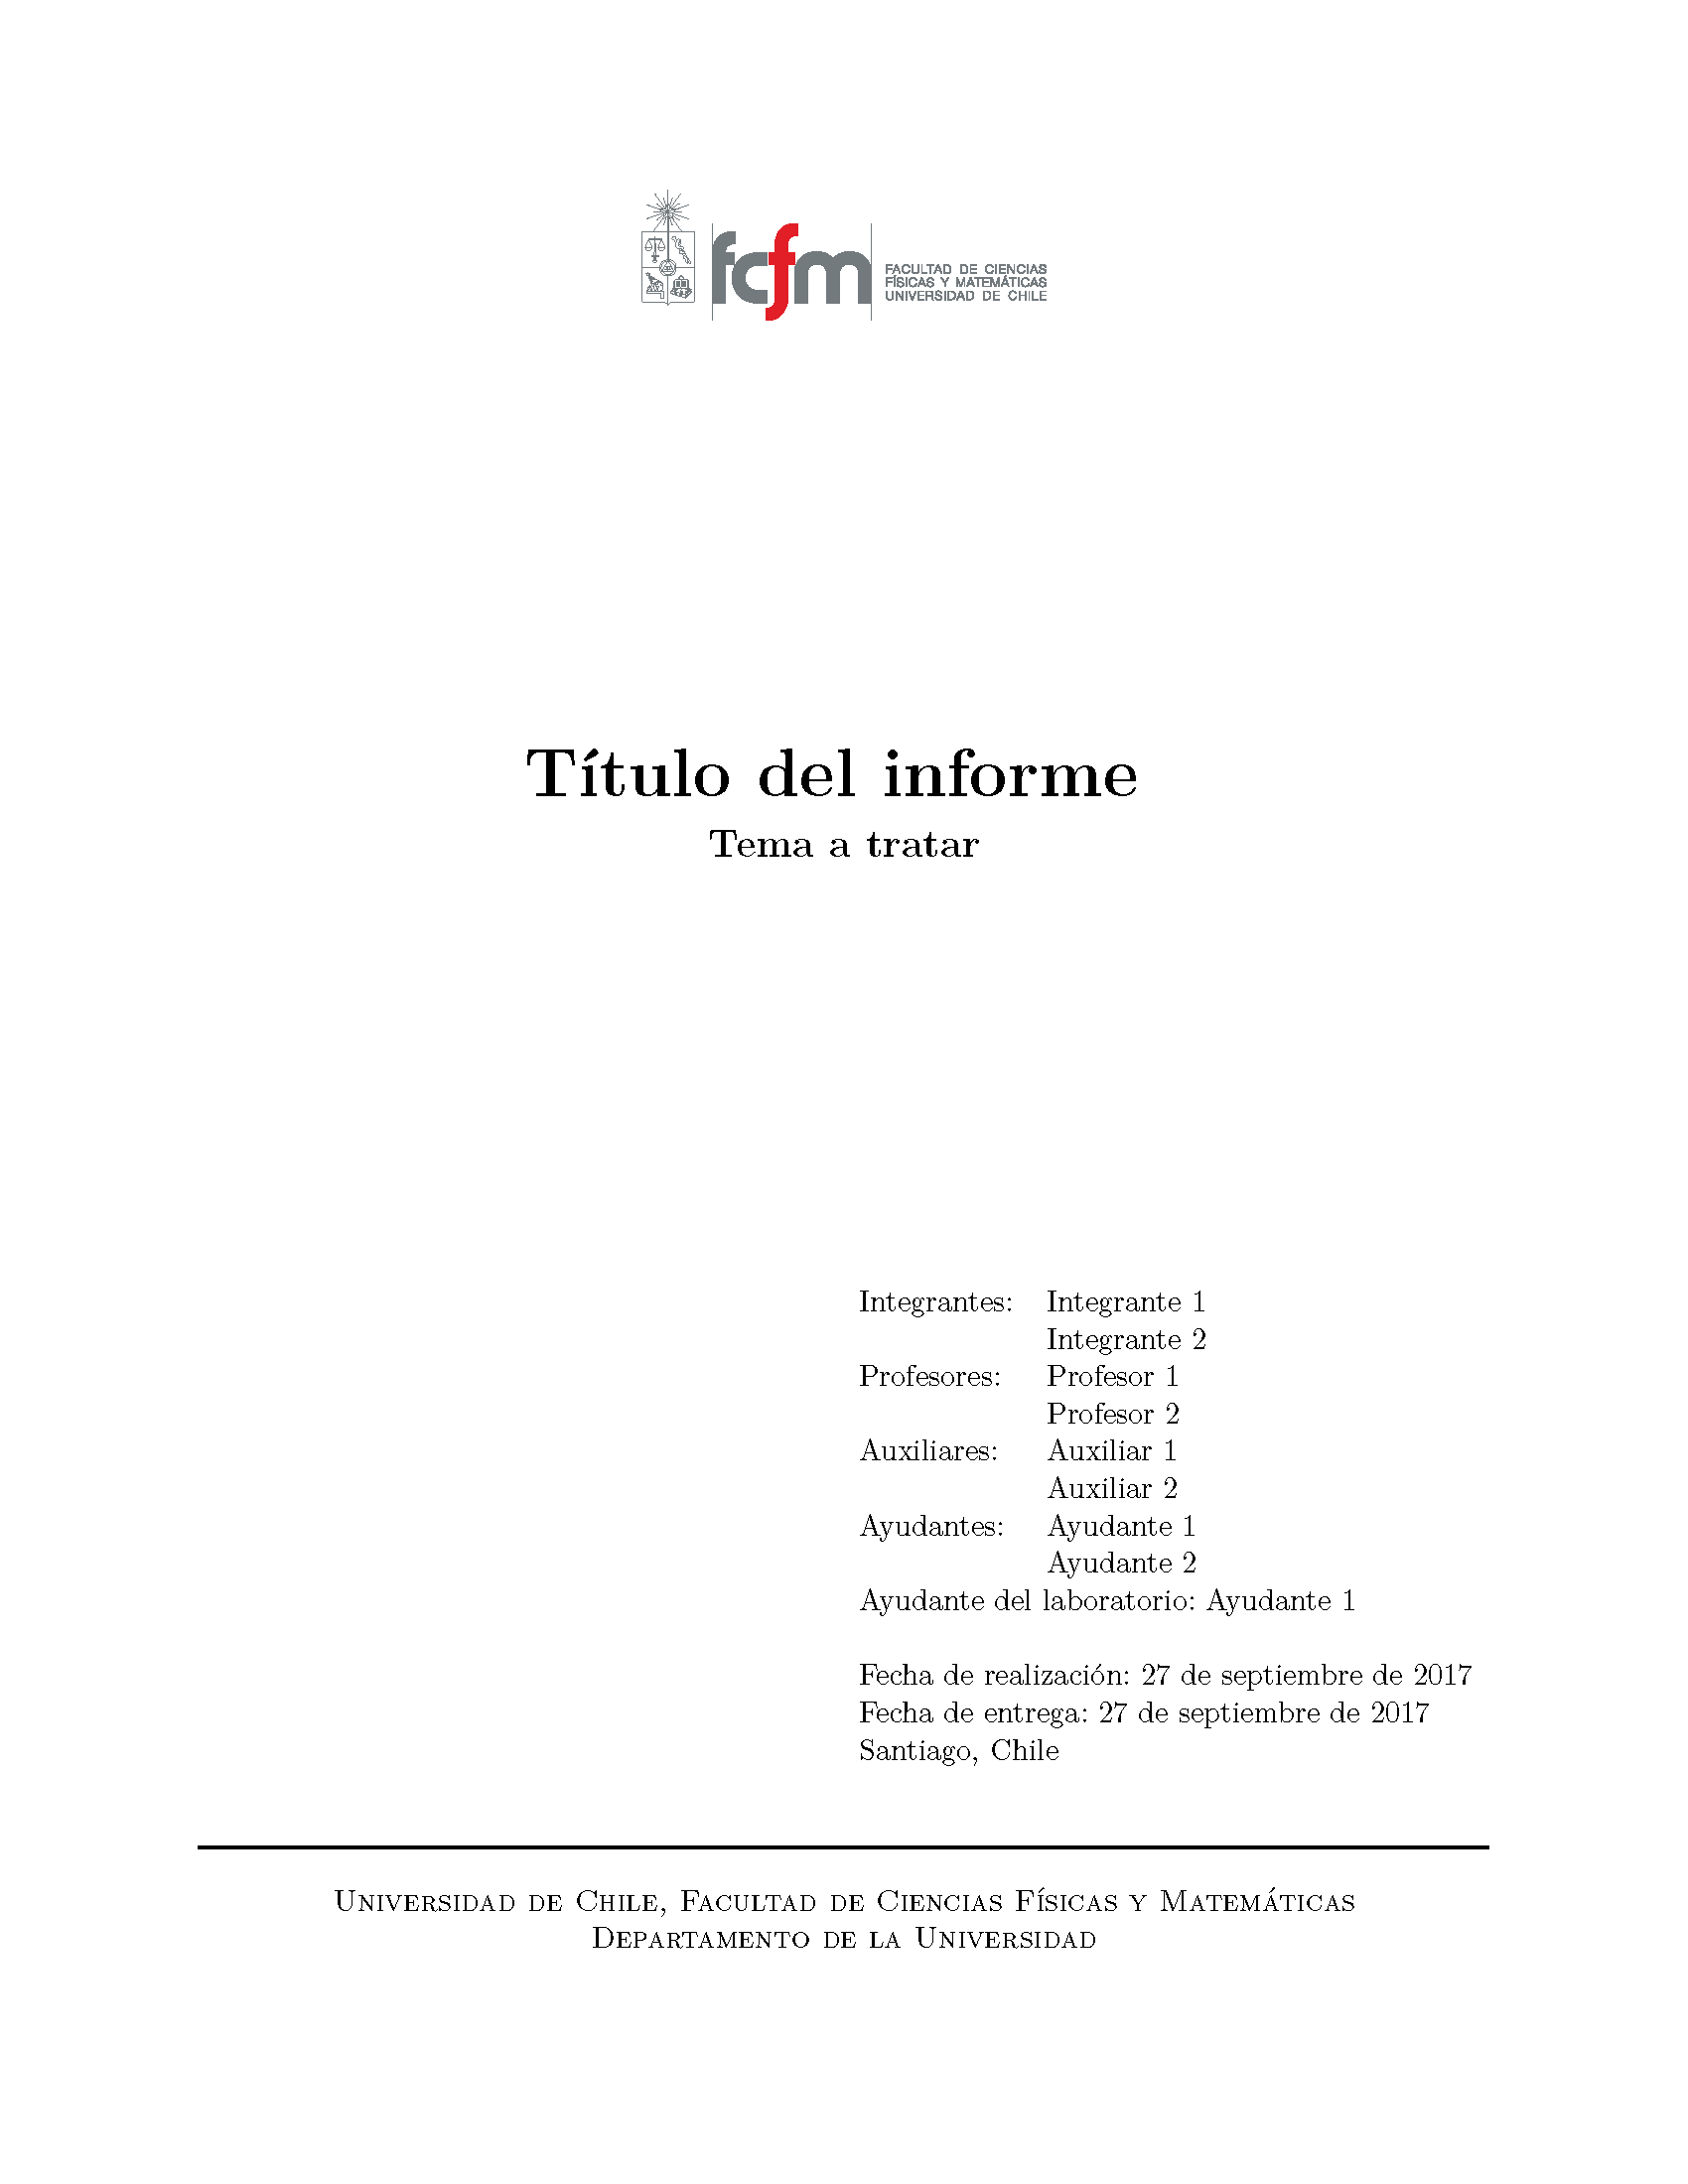 fcfm
FACULTAD DE CIENCIAS
FÍSICAS Y MATEMÁTICAS
UNIVERSIDAD DE CHILE
Título del informe
Tema a tratar
Integrantes: Integrante 1
Integrante 2
Profesores: Profesor 1
Profesor 2
Auxiliares: Auxiliar 1
Auxiliar 2
Ayudantes: Ayudante 1
Ayudante 2
Ayudante del laboratorio: Ayudante 1
Fecha de realización: 27 de septiembre de 2017
Fecha de entrega: 27 de septiembre de 2017
Santiago, Chile
Universidad de Chile, Facultad de Ciencias Físicas y Matemáticas
Departamento de la Universidad